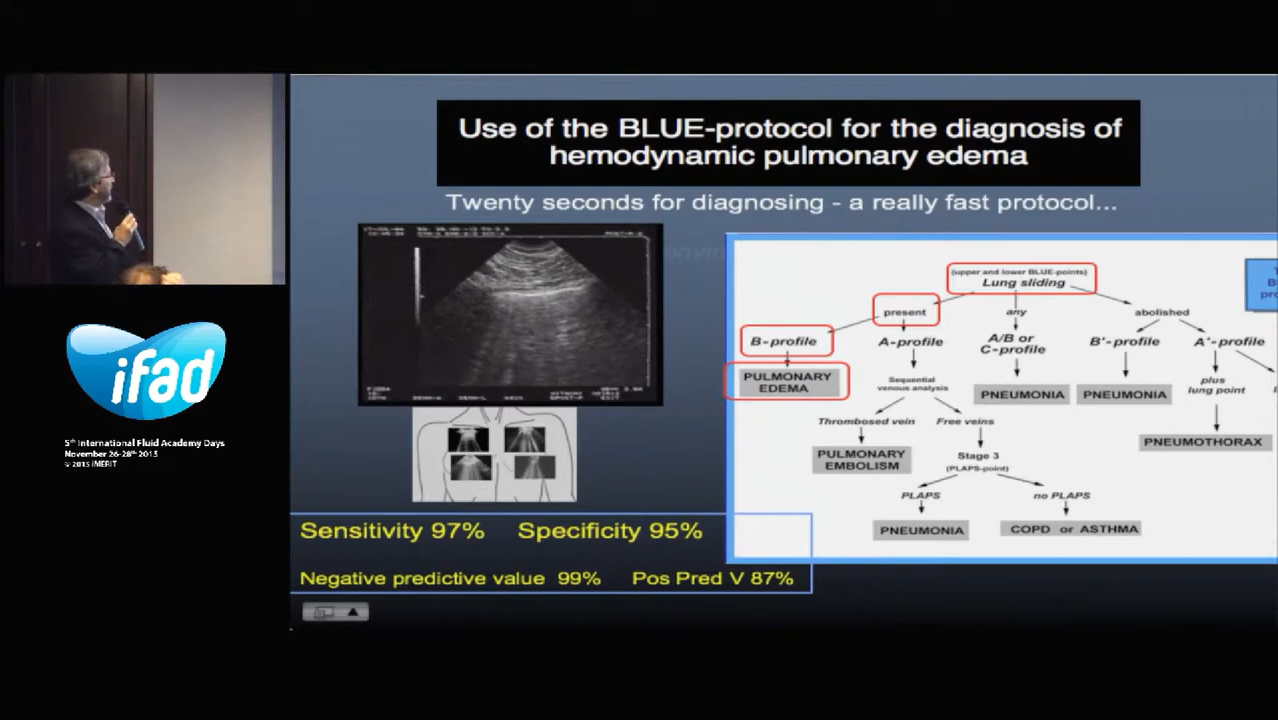 Use of the BLUE-protocol for the diagnosis of
hemodynamic pulmonary edema
Twenty seconds for diagnosing - a really fast protocol...
(upper and lower BLUE-points)
Lung sliding
present
any
abolished
B-profile
A-profile
A/B or
C-profile
B'-profile
A'-profile
PULMONARY
EDEMA
Sequential
venous analysis
PNEUMONIA
PNEUMONIA
plus
lung point
Thrombosed vein
Free veins
PNEUMOTHORAX
PULMONARY
EMBOLISM
Stage 3
(PLAPS-point)
PLAPS
no PLAPS
PNEUMONIA
COPD or ASTHMA
Sensitivity 97% Specificity 95%
Negative predictive value 99% Pos Pred V 87%
ifad
5th International Fluid Academy Days
November 26-28th 2015
© 2015 iMERIT